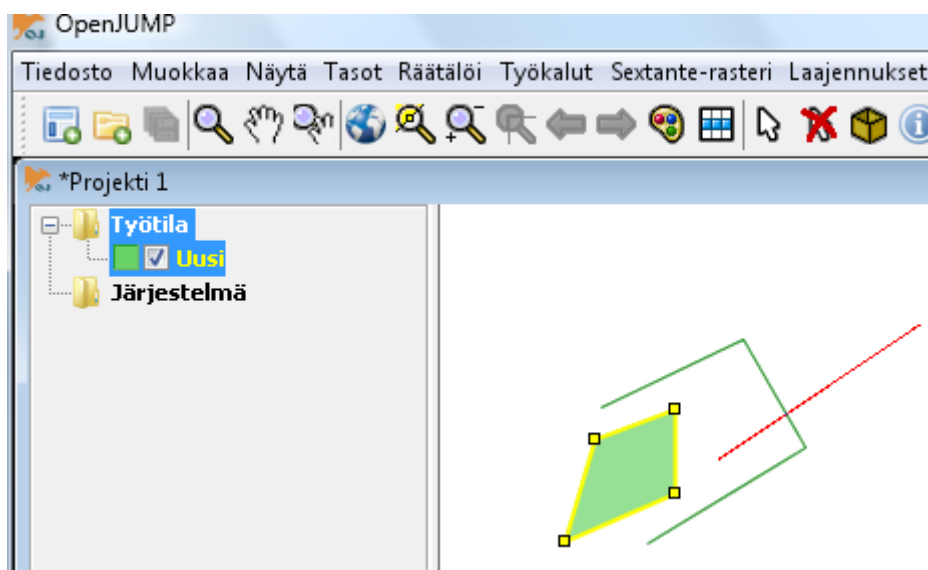 OpenJUMP
Tiedosto Muokkaa Näytä Tasot Räätälöi Työkalut Sextante-rasteri Laajennukset
*Projekti 1
Työtila
Uusi
Järjestelmä